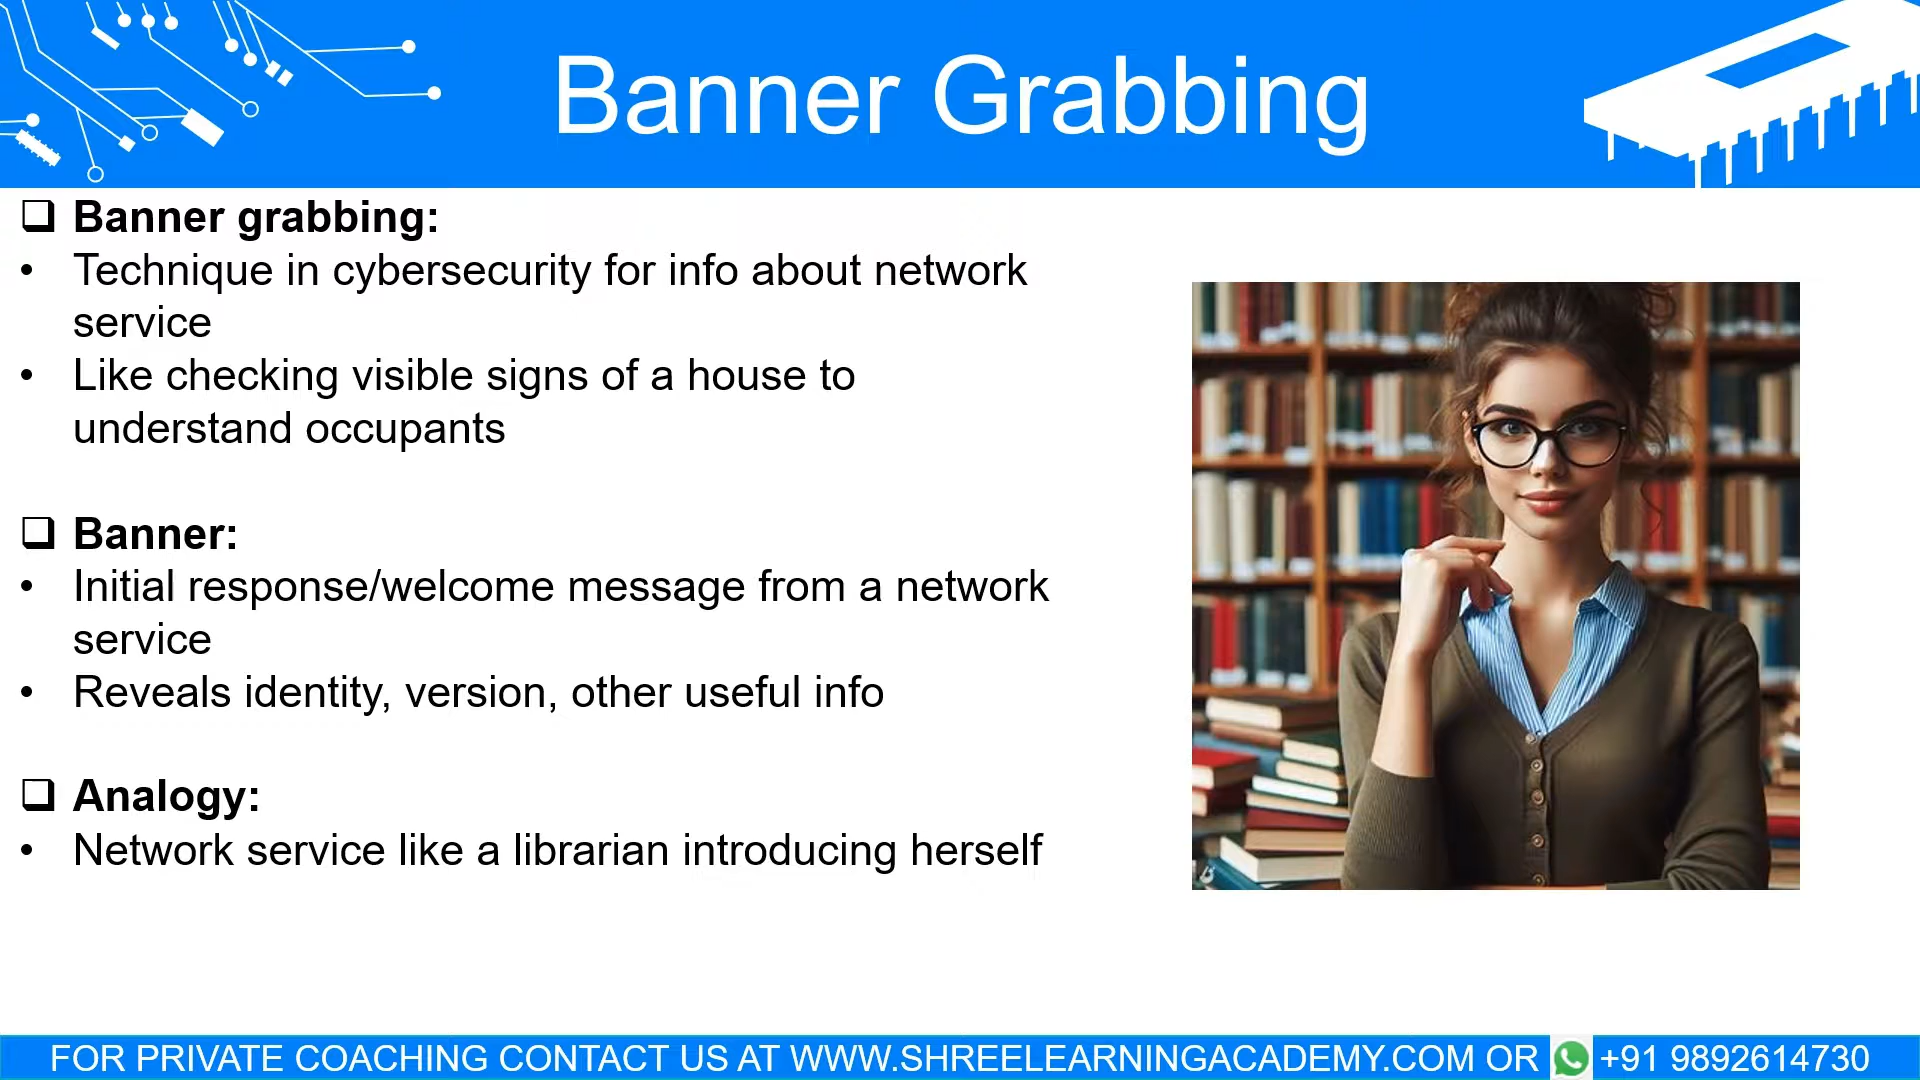 Banner Grabbing
❑ Banner grabbing:
• Technique in cybersecurity for info about network
service
• Like checking visible signs of a house to
understand occupants
❑ Banner:
• Initial response/welcome message from a network
service
• Reveals identity, version, other useful info
❑ Analogy:
• Network service like a librarian introducing herself
FOR PRIVATE COACHING CONTACT US AT WWW.SHREELEARNINGACADEMY.COM OR +91 9892614730